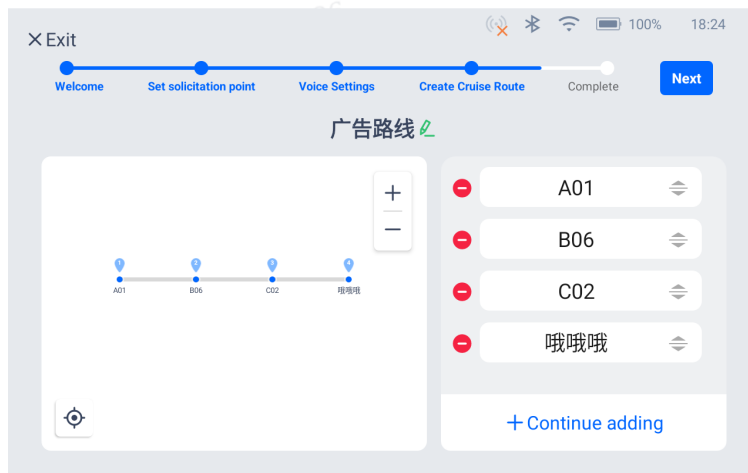 100%
18:24
Exit
Welcome
Set solicitation point
Voice Settings
Create Cruise Route
Complete
Next
广告路线
1
2
3
4
A01
B06
C02
哦哦哦
A01
B06
C02
哦哦哦
+Continue adding